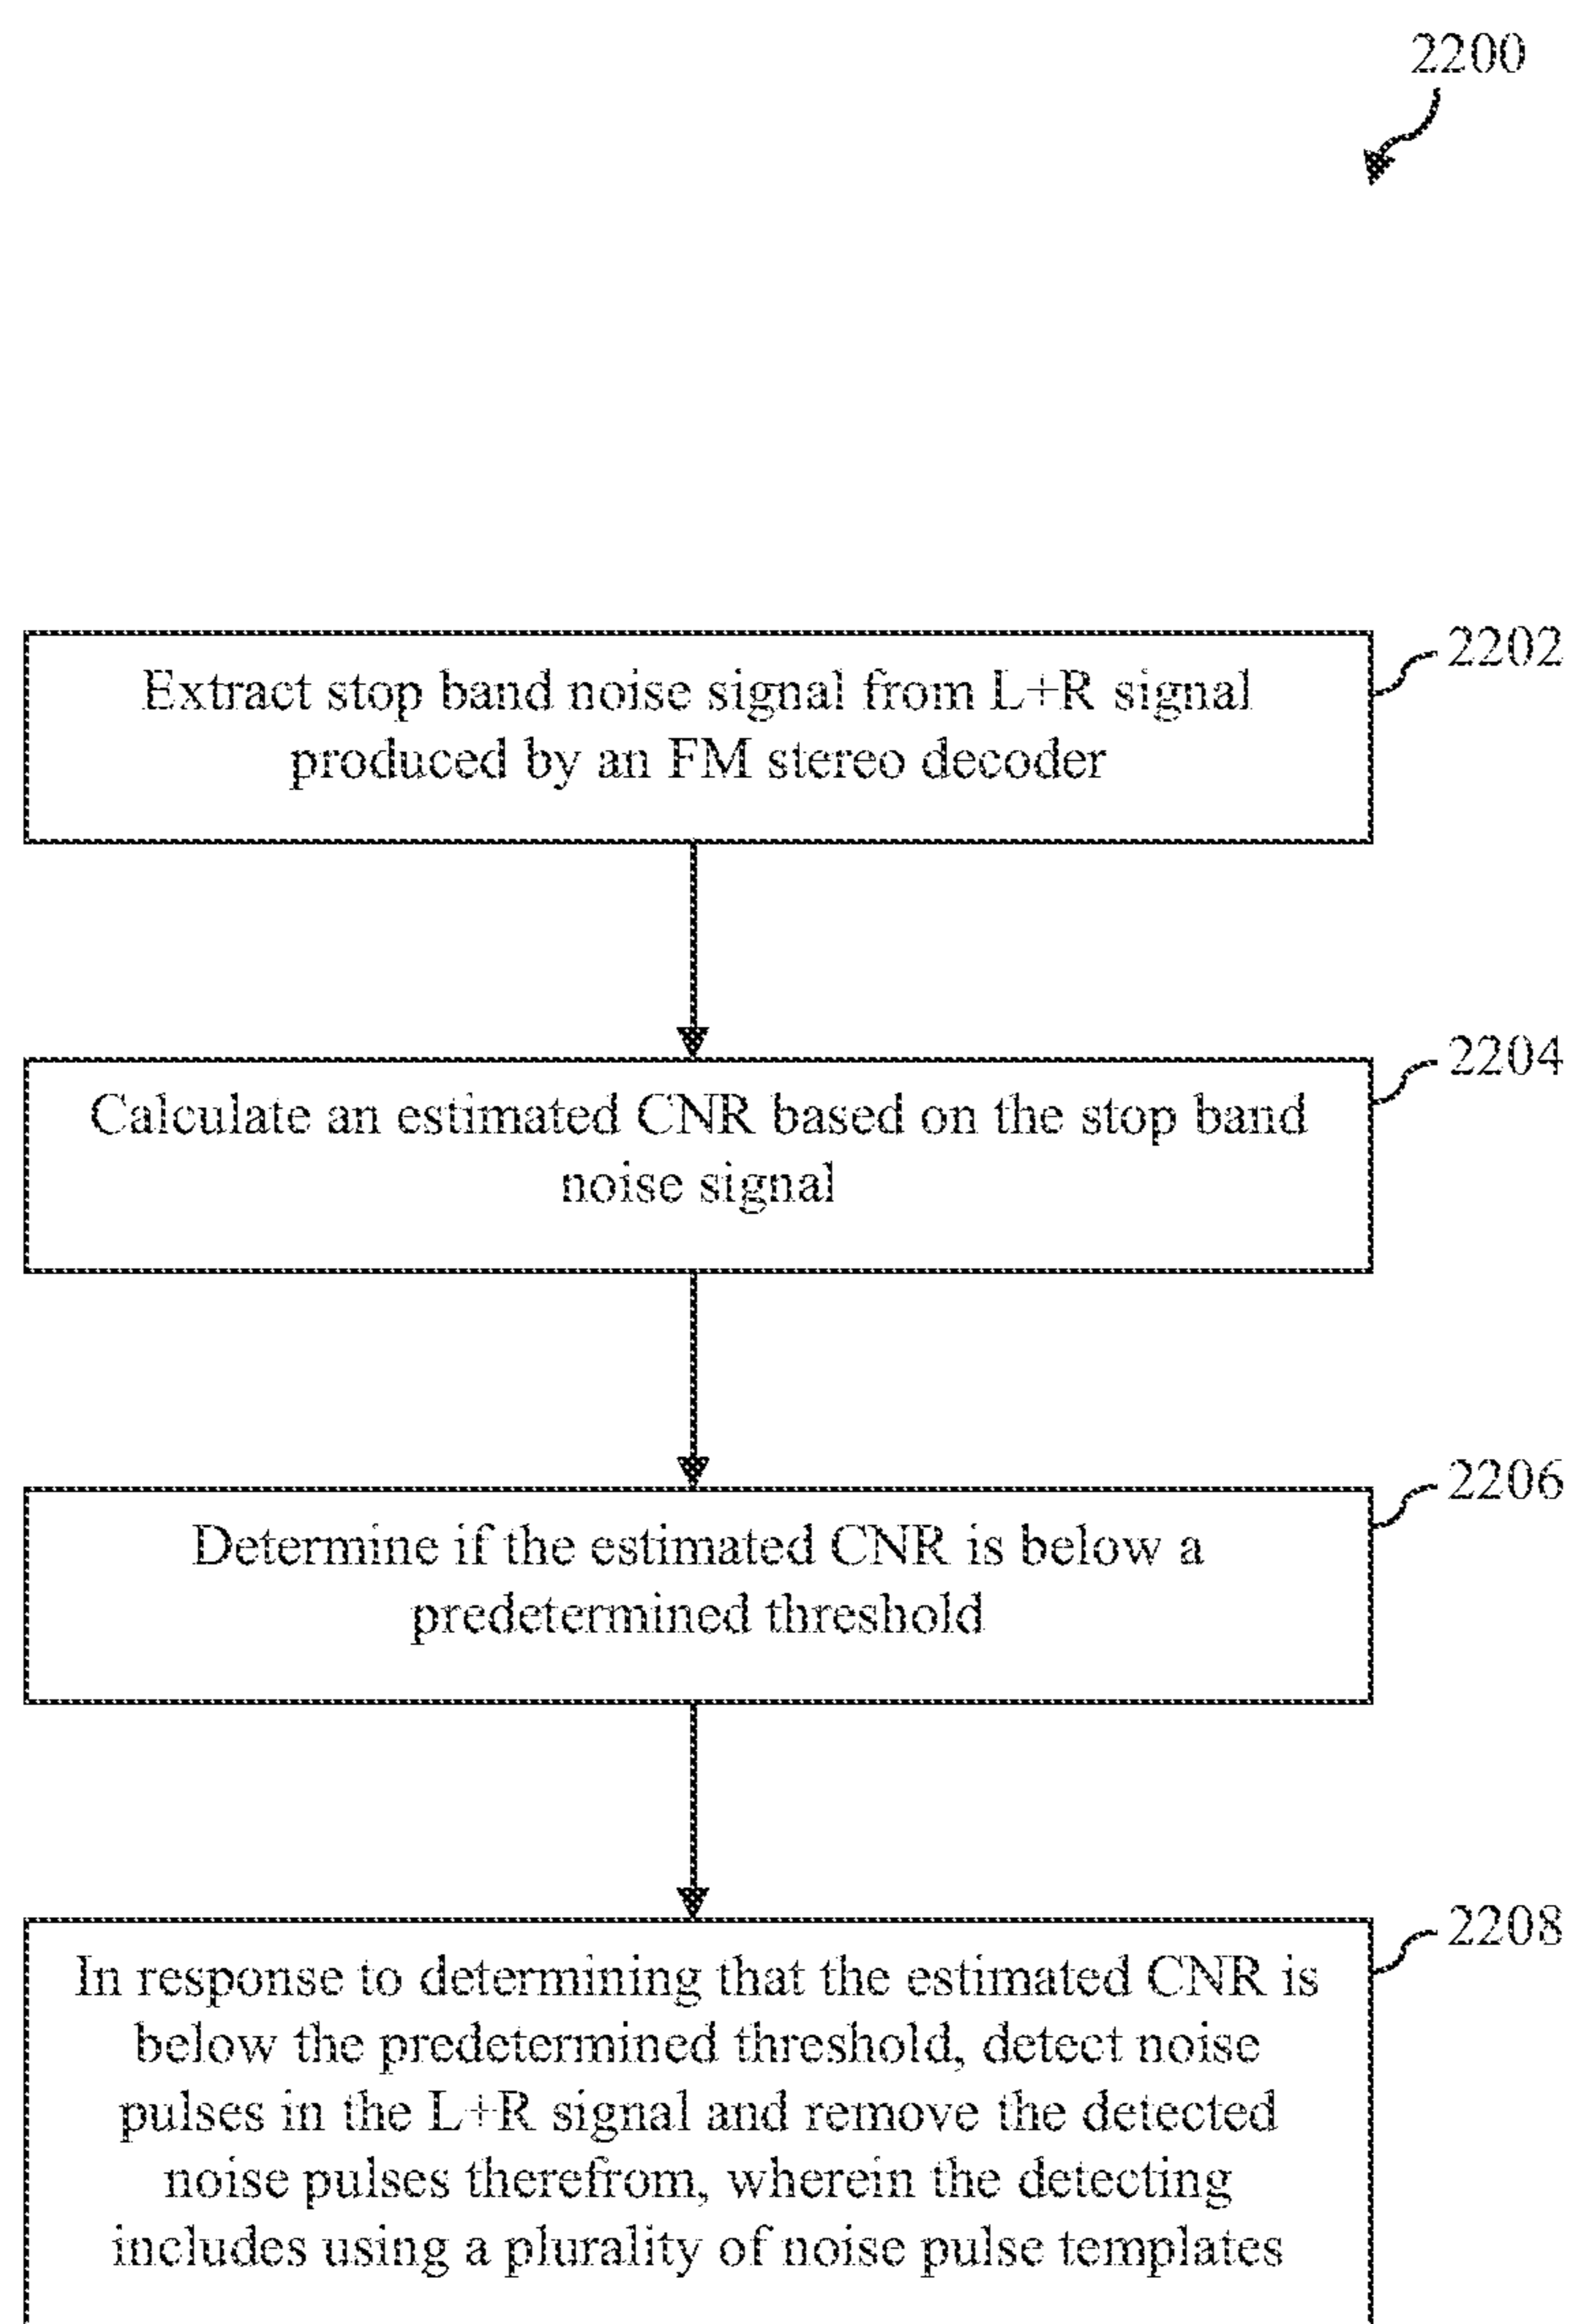 2200
2202
Extract stop band noise signal from L+R signal
produced by an FM stereo decoder
2204
Calculate an estimated CNR based on the stop band
noise signal
2206
Determine if the estimated CNR is below a
predetermined threshold
2208
In response to determining that the estimated CNR is
below the predetermined threshold, detect noise
pulses in the L+R signal and remove the detected
noise pulses therefrom, wherein the detecting
includes using a plurality of noise pulse templates